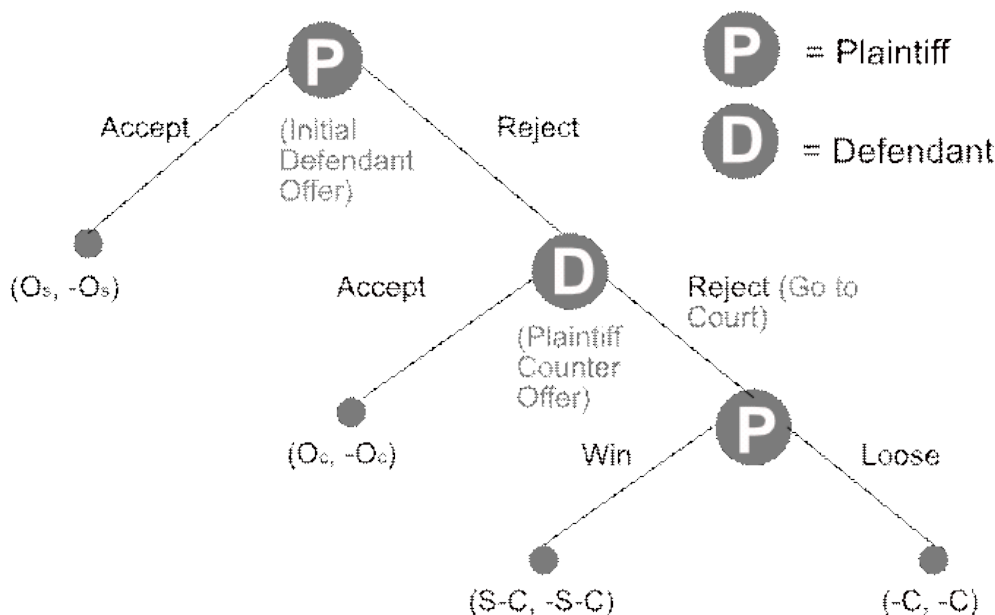 P
P = Plaintiff
Accept
(Initial
Defendant
Offer)
Reject
D = Defendant
(Os, -Os)
Accept
D
Reject (Go to
Court)
(Plaintiff
Counter
Offer)
(Oc, -Oc)
Win
P
Loose
(S-C, -S-C)
(-C, -C)